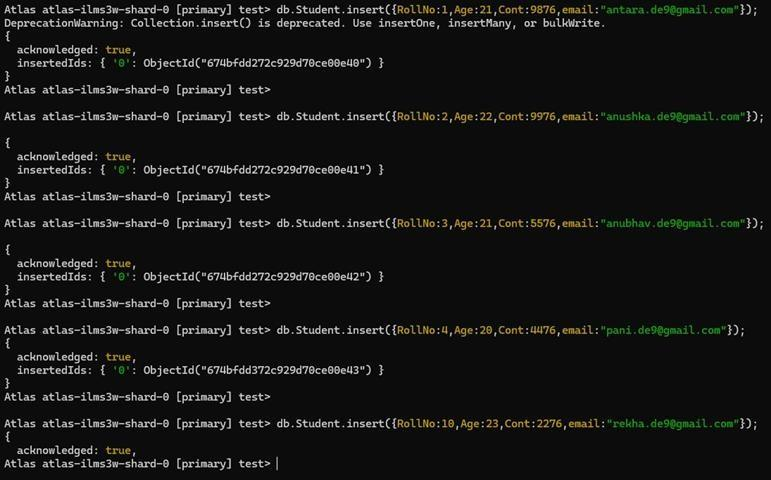 Atlas atlas-ilms3w-shard-0 [primary] test> db.Student.insert({RollNo:1,Age:21,Cont:9876,email:"antara.de9@gmail.com"});
DeprecationWarning: Collection.insert() is deprecated. Use insertOne, insertMany, or bulkWrite.
{
  acknowledged: true,
  insertedIds: { '0': ObjectId("674bfdd272c929d70ce00e40") }
}
Atlas atlas-ilms3w-shard-0 [primary] test>
Atlas atlas-ilms3w-shard-0 [primary] test> db.Student.insert({RollNo:2,Age:22,Cont:9976,email:"anushka.de9@gmail.com"});
{
  acknowledged: true,
  insertedIds: { '0': ObjectId("674bfdd272c929d70ce00e41") }
}
Atlas atlas-ilms3w-shard-0 [primary] test>
Atlas atlas-ilms3w-shard-0 [primary] test> db.Student.insert({RollNo:3,Age:21,Cont:5576,email:"anubhav.de9@gmail.com"});
{
  acknowledged: true,
  insertedIds: { '0': ObjectId("674bfdd272c929d70ce00e42") }
}
Atlas atlas-ilms3w-shard-0 [primary] test>
Atlas atlas-ilms3w-shard-0 [primary] test> db.Student.insert({RollNo:4,Age:20,Cont:4476,email:"pani.de9@gmail.com"});
{
  acknowledged: true,
  insertedIds: { '0': ObjectId("674bfdd372c929d70ce00e43") }
}
Atlas atlas-ilms3w-shard-0 [primary] test>
Atlas atlas-ilms3w-shard-0 [primary] test> db.Student.insert({RollNo:10,Age:23,Cont:2276,email:"rekha.de9@gmail.com"});
{
  acknowledged: true,
Atlas atlas-ilms3w-shard-0 [primary] test>